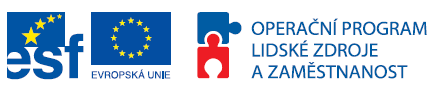 esf
EVROPSKÁ UNIE
OPERAČNÍ PROGRAM
LIDSKÉ ZDROJE
A ZAMĚSTNANOST